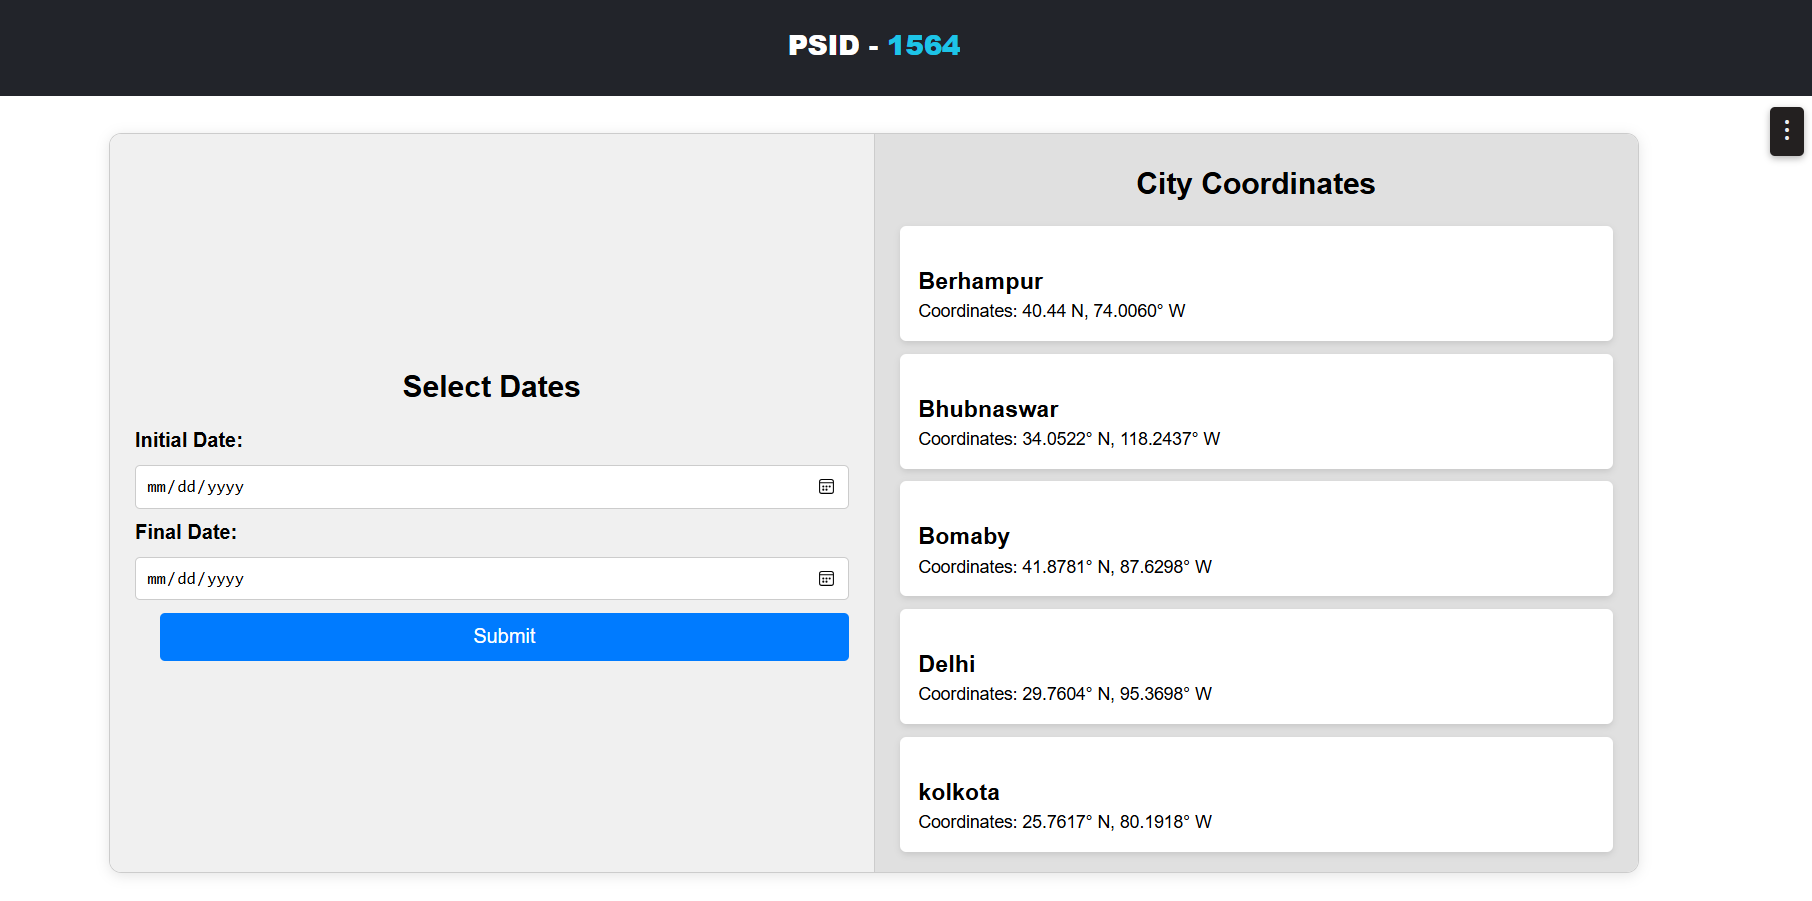 PSID - 1564
Select Dates
Initial Date:
mm/dd/yyyy
Final Date:
mm/dd/yyyy
Submit
City Coordinates
Berhampur
Coordinates: 40.44 N, 74.0060° W
Bhubnaswar
Coordinates: 34.0522° N, 118.2437° W
Bomaby
Coordinates: 41.8781° N, 87.6298° W
Delhi
Coordinates: 29.7604° N, 95.3698° W
kolkota
Coordinates: 25.7617° N, 80.1918° W